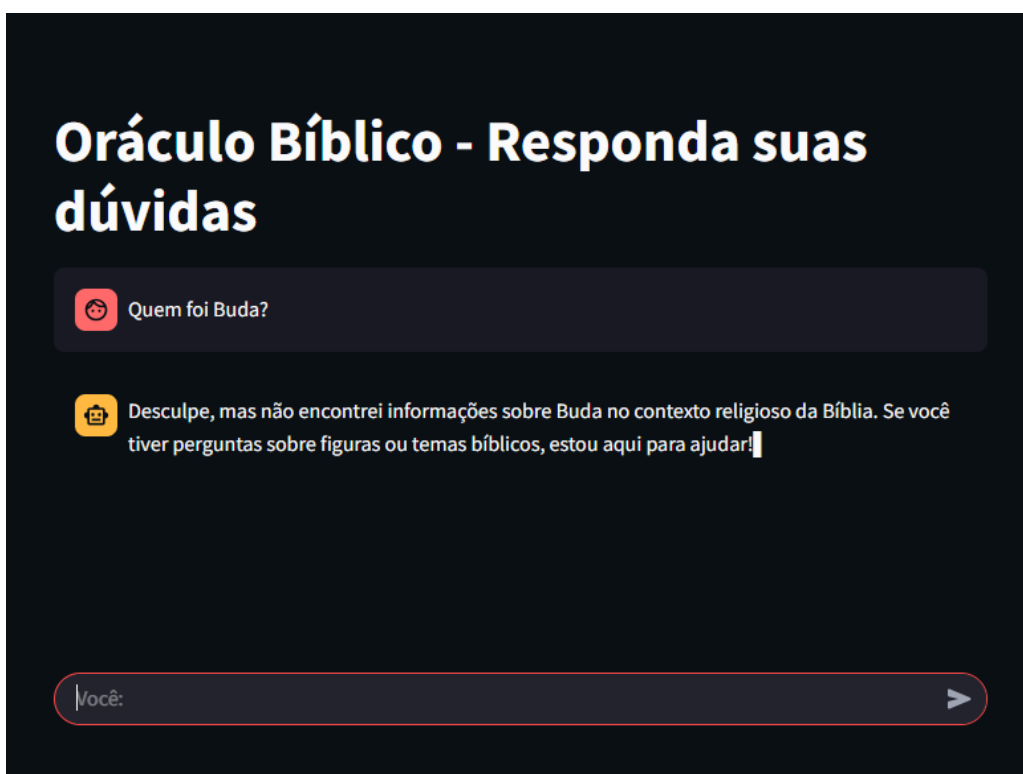 Oráculo Bíblico - Responda suas
dúvidas
Quem foi Buda?
Desculpe, mas não encontrei informações sobre Buda no contexto religioso da Bíblia. Se você
tiver perguntas sobre figuras ou temas bíblicos, estou aqui para ajudar!
Você: